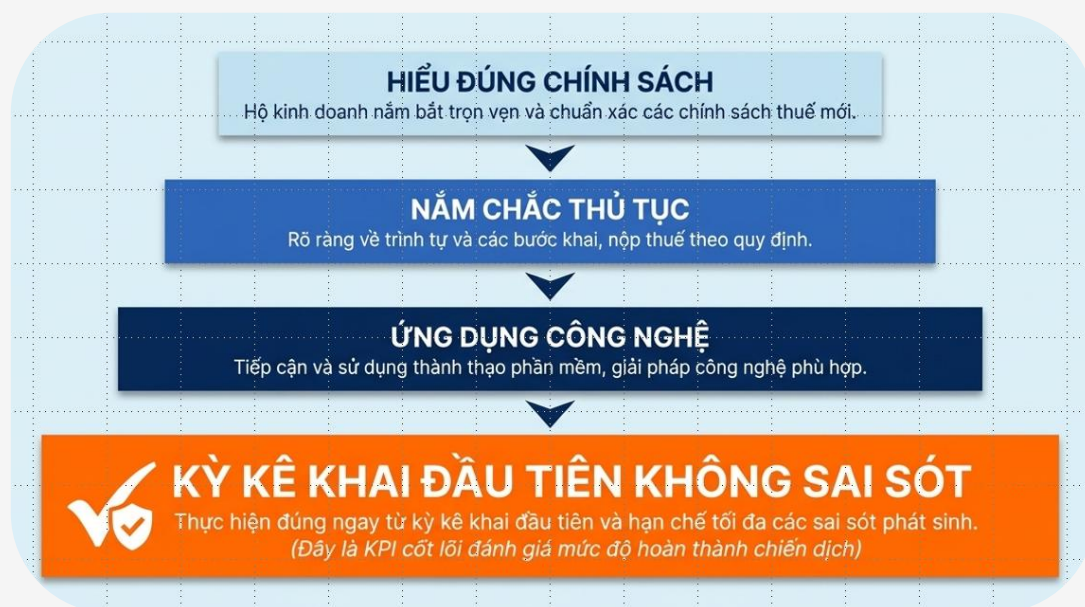 HIỂU ĐÚNG CHÍNH SÁCH
Hộ kinh doanh nắm bắt trọn vẹn và chuẩn xác các chính sách thuế mới.
NẮM CHẮC THỦ TỤC
Rõ ràng về trình tự và các bước khai, nộp thuế theo quy định.
ỨNG DỤNG CÔNG NGHỆ
Tiếp cận và sử dụng thành thạo phần mềm, giải pháp công nghệ phù hợp.
KỲ KÊ KHAI ĐẦU TIÊN KHÔNG SAI SÓT
Thực hiện đúng ngay từ kỳ kê khai đầu tiên và hạn chế tối đa các sai sót phát sinh.
(Đây là KPI cốt lõi đánh giá mức độ hoàn thành chiến dịch)